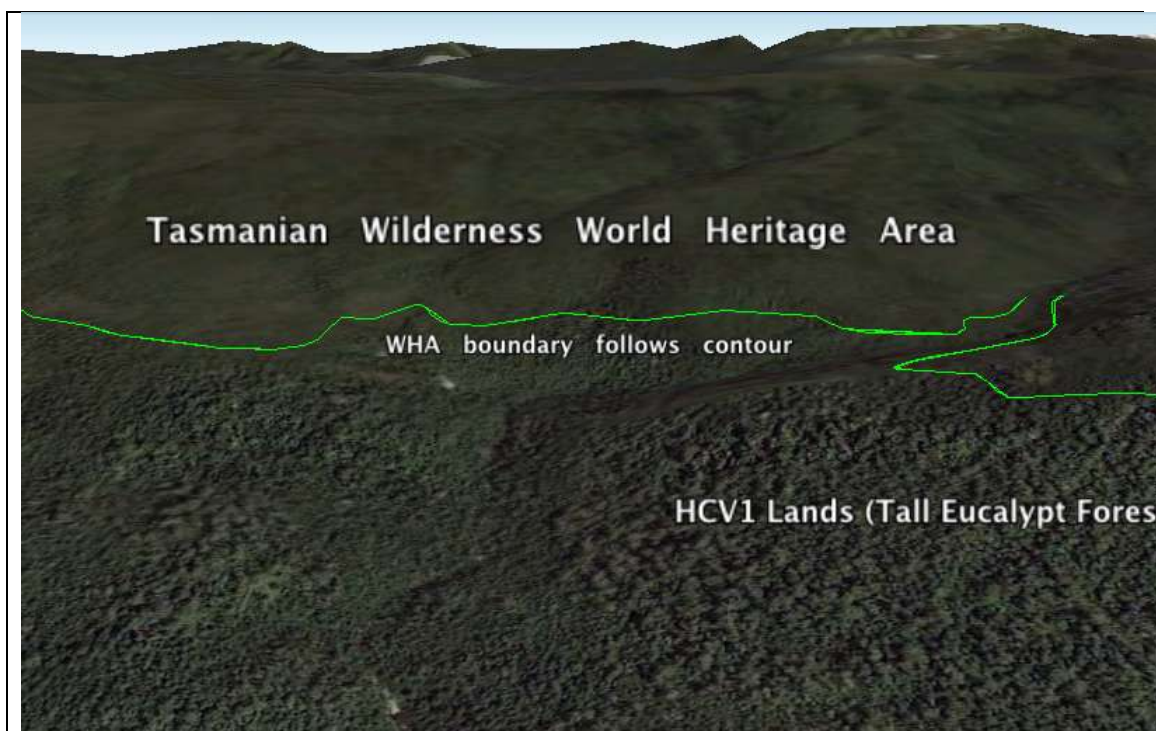 Tasmanian Wilderness World Heritage Area
WHA boundary follows contour
HCV1 Lands (Tall Eucalypt Fores